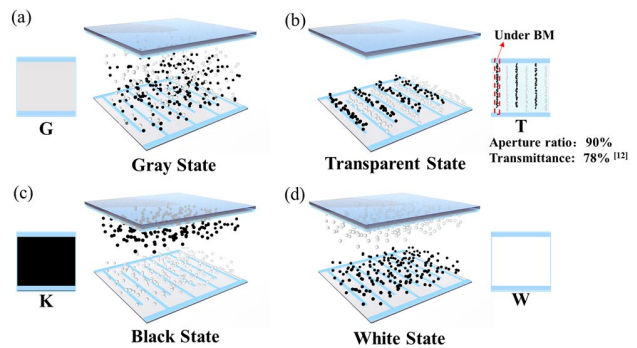 (a)
G
Gray State
(b)
Under BM
T
Transparent State
Aperture ratio: 90%
Transmittance: 78% [12]
(c)
K
Black State
(d)
W
White State